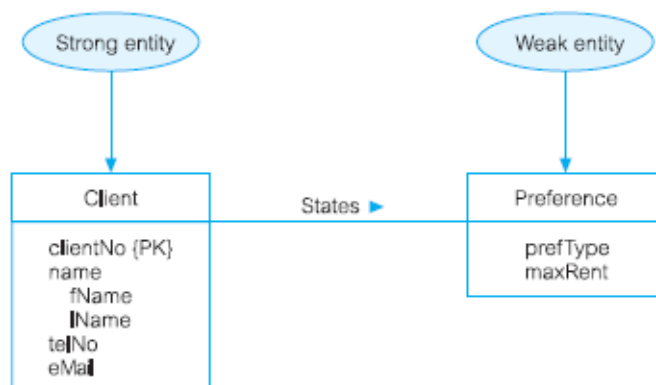 Strong entity
Weak entity
Client
States ►
Preference
clientNo {PK}
name
fName
lName
telNo
eMail
prefType
maxRent